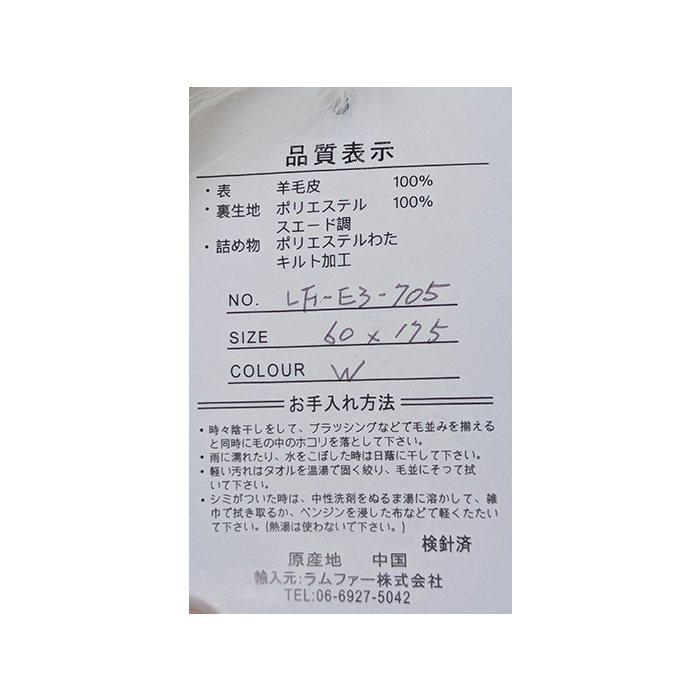 品質表示
・表 羊毛皮 100%
・裏生地 ポリエステル 100%
スエード調
・詰め物 ポリエステルわた
キルト加工
NO. LFI-E3-705
SIZE 60 x 175
COLOUR W
お手入れ方法
・時々陰干しをして、ブラッシングなどで毛並みを揃える
と同時に毛の中のホコリを落として下さい。
・雨に濡れたり、水をこぼした時は日蔭に干して下さい。
・軽い汚れはタオルを温湯で固く絞り、毛並にそって拭
いて下さい。
・シミがついた時は、中性洗剤をぬるま湯に溶かして、雑
巾で拭き取るか、ベンジンを浸した布などで軽くたたい
て下さい。(熱湯は使わないで下さい。)
検針済
原産地 中国
輸入元:ラムファー株式会社
TEL:06-6927-5042